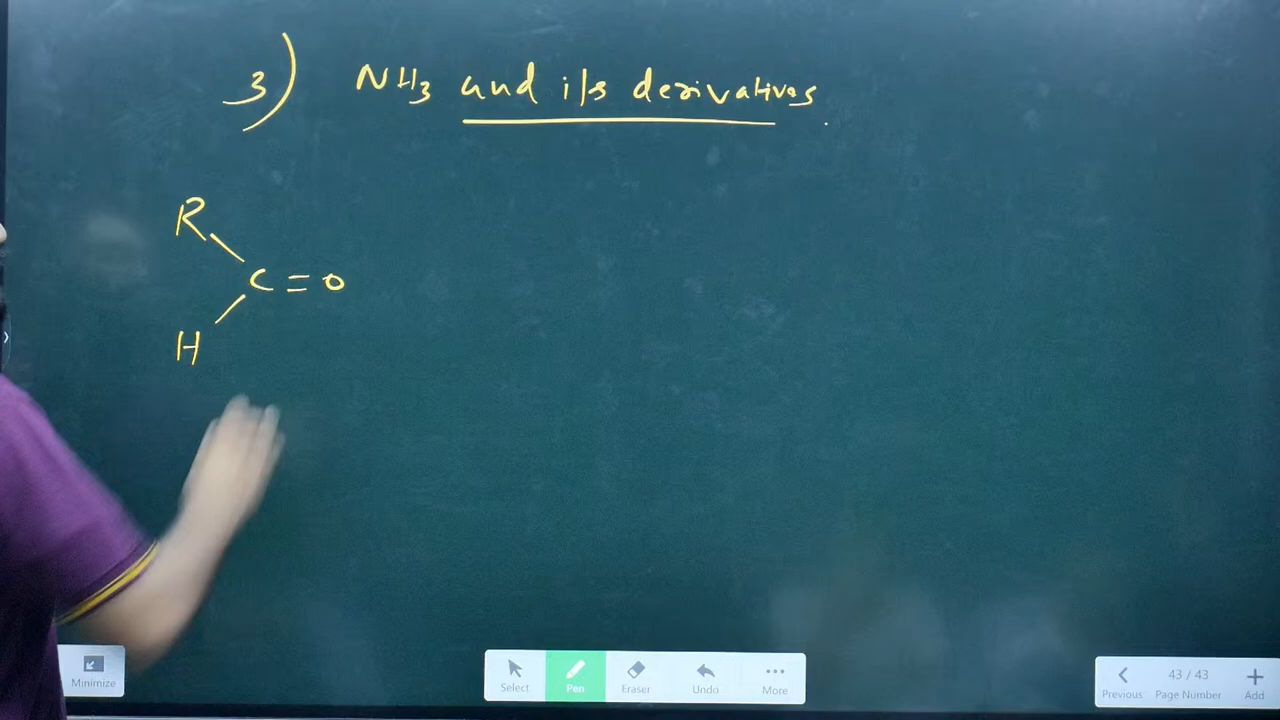 3) NH3 and its derivatives.
R
C=O
H
Minimize
Select Pen Eraser Undo More
43 / 43
Previous Page Number Add